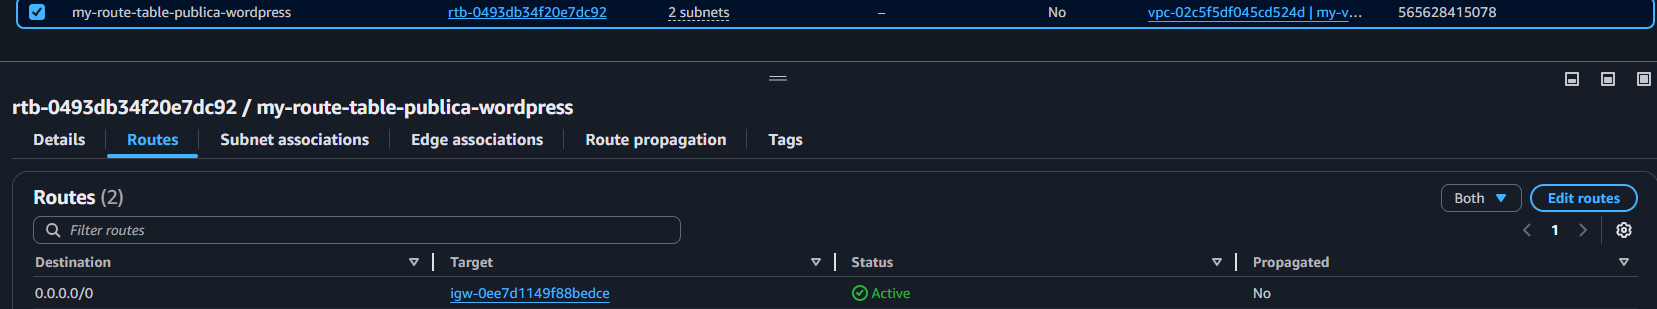 my-route-table-publica-wordpress rtb-0493db34f20e7dc92 2 subnets – No vpc-02c5f5df045cd524d | my-v... 565628415078
rtb-0493db34f20e7dc92 / my-route-table-publica-wordpress
Details Routes Subnet associations Edge associations Route propagation Tags
Routes (2) Both Edit routes
Filter routes 1
Destination Target Status Propagated
0.0.0.0/0 igw-0ee7d1149f88bedce Active No